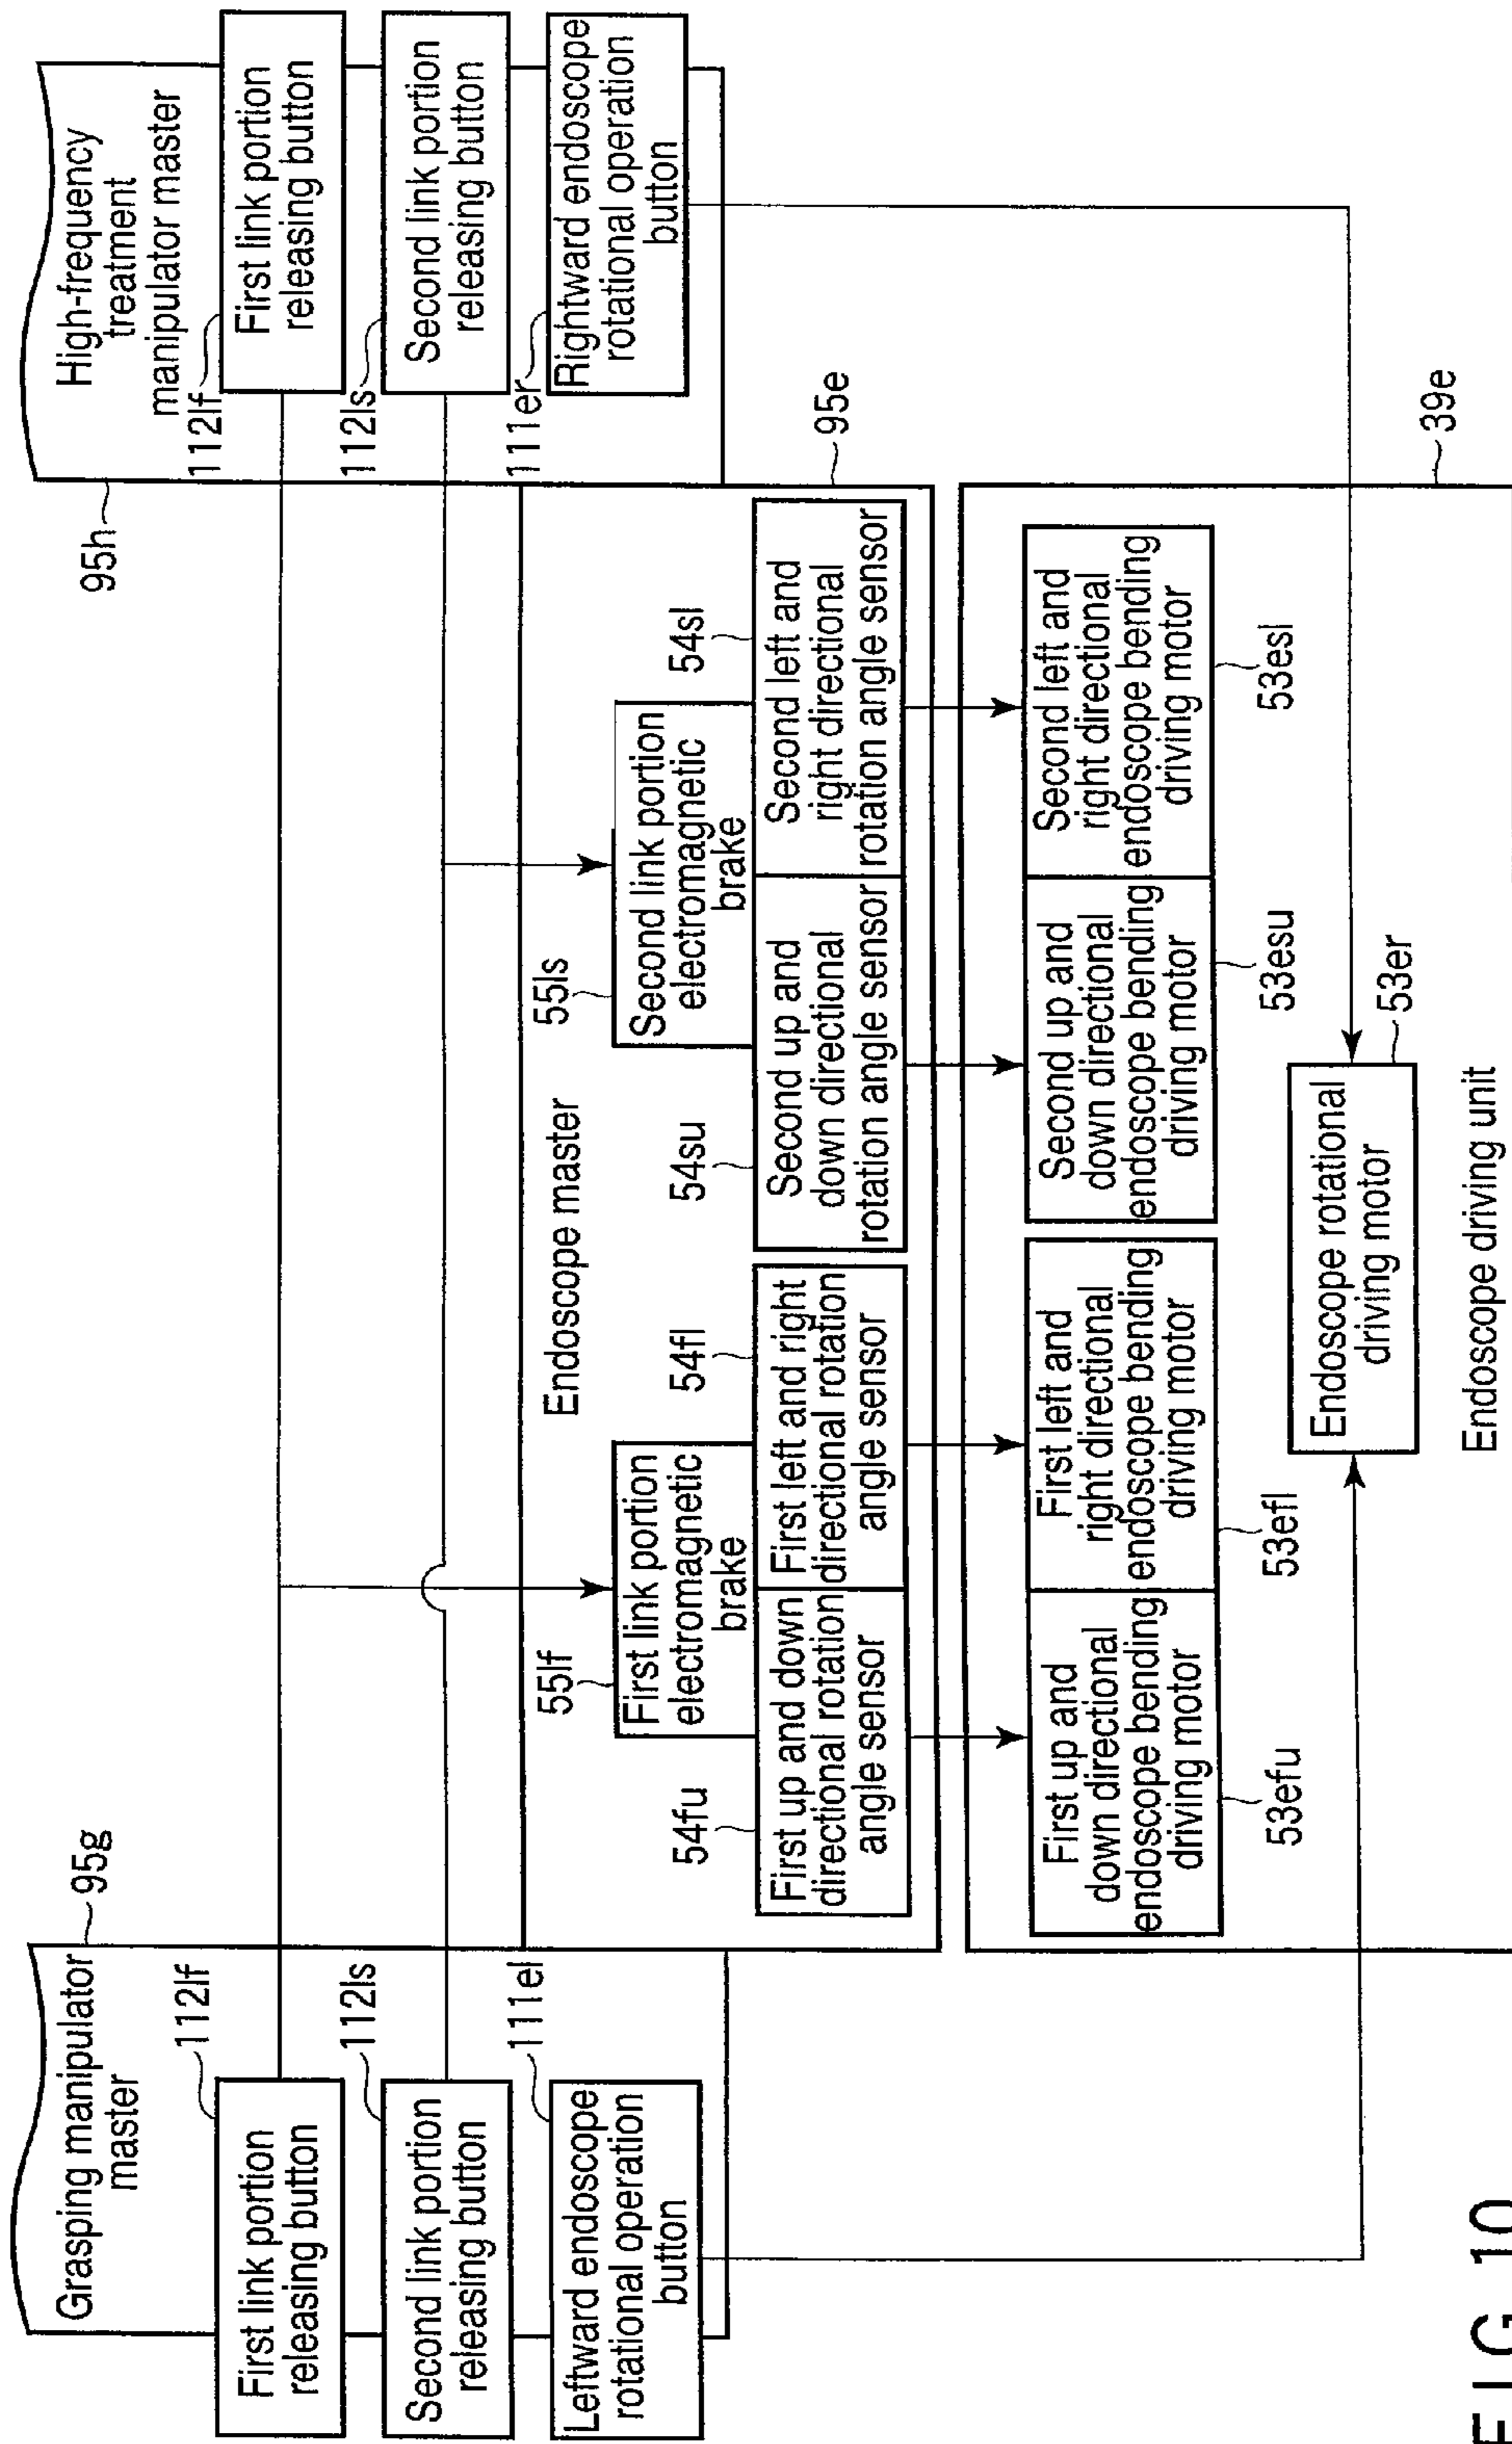 Grasping manipulator
master
95g
112lf
First link portion
releasing button
112ls
Second link portion
releasing button
111el
Leftward endoscope
rotational operation
button
High-frequency
treatment
manipulator master
95h
112lf
First link portion
releasing button
112ls
Second link portion
releasing button
111er
Rightward endoscope
rotational operation
button
Endoscope master
95e
55lf
First link portion
electromagnetic
brake
54fu
First up and down
directional rotation
angle sensor
54fl
First left and right
directional rotation
angle sensor
55ls
Second link portion
electromagnetic
brake
54su
Second up and
down directional
rotation angle sensor
54sl
Second left and
right directional
rotation angle sensor
39e
First up and
down directional
endoscope bending
driving motor
53efu
First left and
right directional
endoscope bending
driving motor
53efl
Second up and
down directional
endoscope bending
driving motor
53esu
Second left and
right directional
endoscope bending
driving motor
53esl
Endoscope rotational
driving motor
53er
Endoscope driving unit
FIG. 10